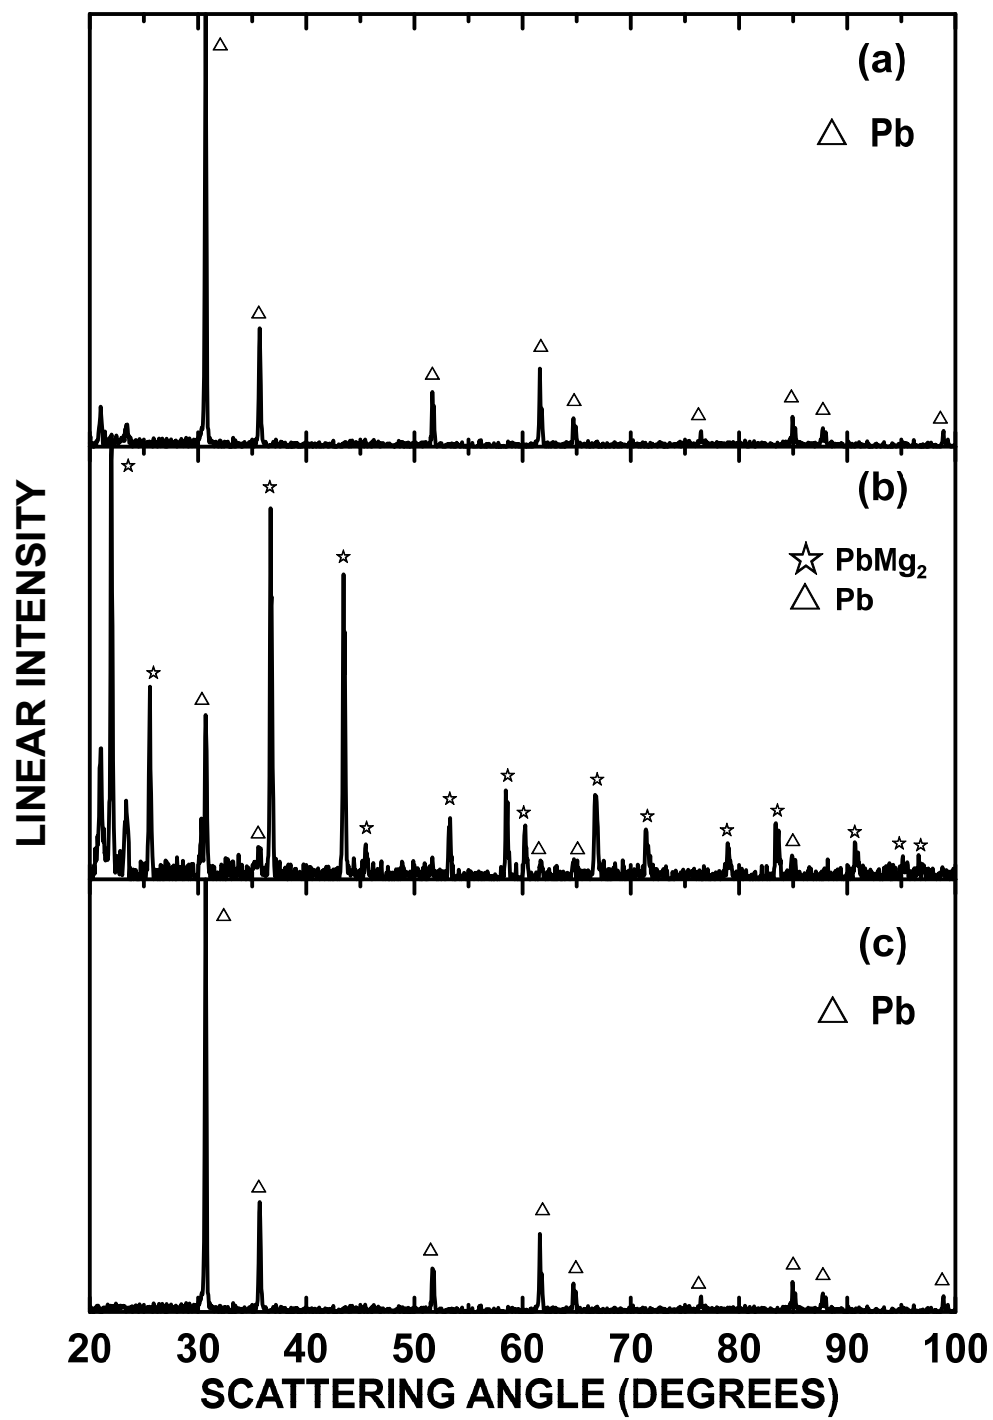 (a)
△ Pb
(b)
☆ PbMg₂
△ Pb
(c)
△ Pb
LINEAR INTENSITY
20 30 40 50 60 70 80 90 100
SCATTERING ANGLE (DEGREES)